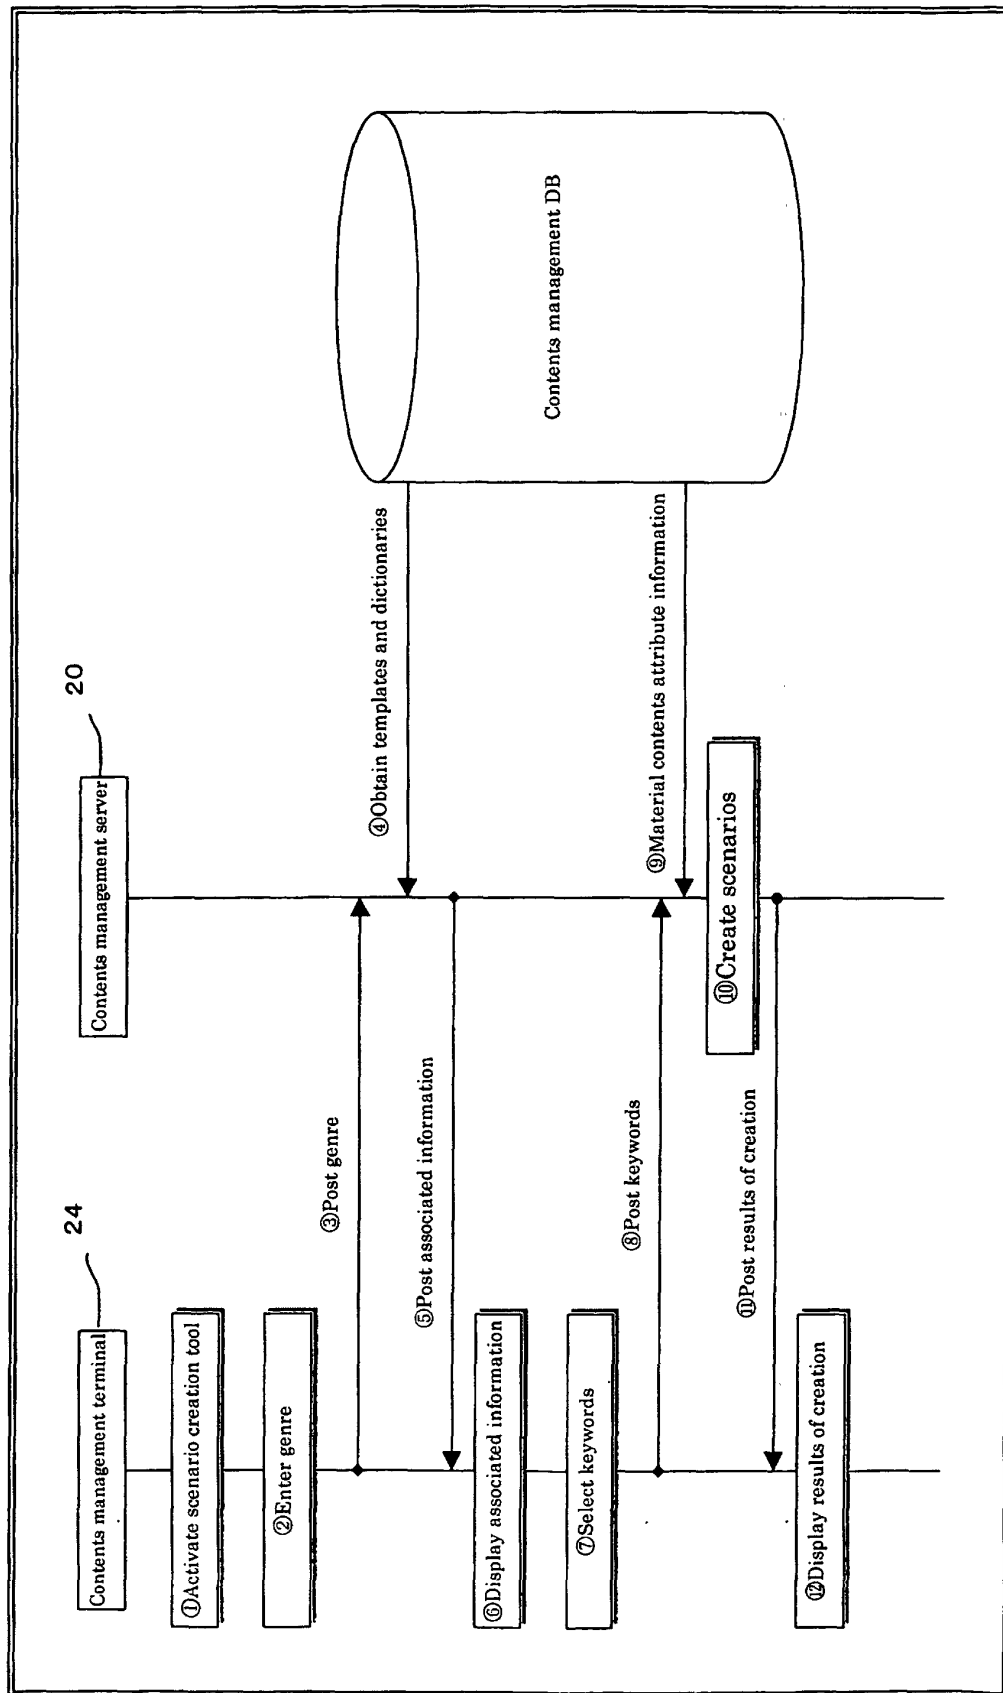 Contents management terminal
24
Contents management server
20
①Activate scenario creation tool
②Enter genre
③Post genre
④Obtain templates and dictionaries
Contents management DB
⑤Post associated information
⑥Display associated information
⑦Select keywords
⑧Post keywords
⑨Material contents attribute information
⑩Create scenarios
⑪Post results of creation
⑫Display results of creation